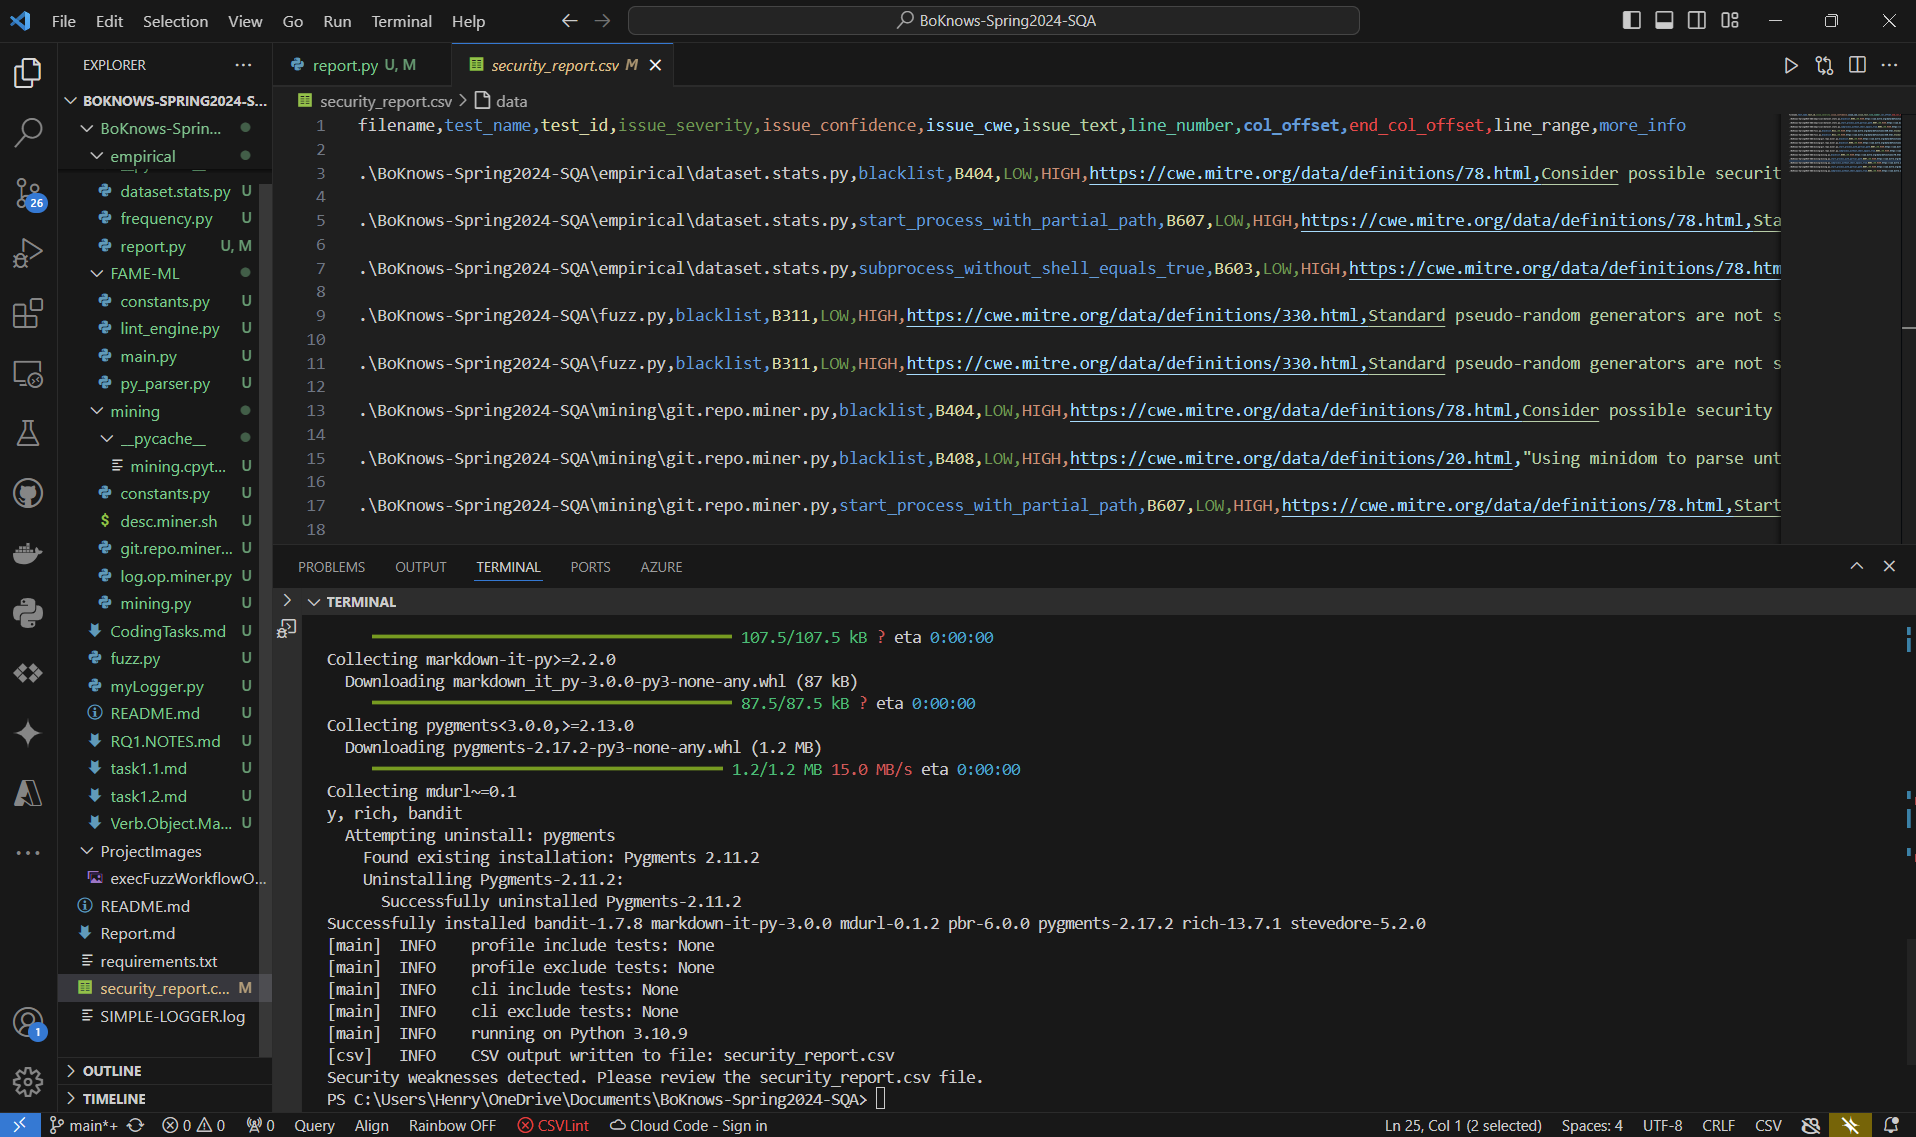 File Edit Selection View Go Run Terminal Help
BoKnows-Spring2024-SQA
EXPLORER
BOKNOWS-SPRING2024-S...
BoKnows-Sprin...
empirical
dataset.stats.py U
frequency.py U
report.py U, M
FAME-ML
constants.py U
lint_engine.py U
main.py U
py_parser.py U
mining
__pycache__
mining.cpyt... U
constants.py U
desc.miner.sh U
git.repo.miner... U
log.op.miner.py U
mining.py U
CodingTasks.md U
fuzz.py U
myLogger.py U
README.md U
RQ1.NOTES.md U
task1.1.md U
task1.2.md U
Verb.Object.Ma... U
ProjectImages
execFuzzWorkflowO...
README.md
Report.md
requirements.txt
security_report.c... M
SIMPLE-LOGGER.log
OUTLINE
TIMELINE
26
1
report.py U, M
security_report.csv M
security_report.csv > data
1 filename,test_name,test_id,issue_severity,issue_confidence,issue_cwe,issue_text,line_number,col_offset,end_col_offset,line_range,more_info
2
3 .\BoKnows-Spring2024-SQA\empirical\dataset.stats.py,blacklist,B404,LOW,HIGH,https://cwe.mitre.org/data/definitions/78.html,Consider possible securit
4
5 .\BoKnows-Spring2024-SQA\empirical\dataset.stats.py,start_process_with_partial_path,B607,LOW,HIGH,https://cwe.mitre.org/data/definitions/78.html,Sta
6
7 .\BoKnows-Spring2024-SQA\empirical\dataset.stats.py,subprocess_without_shell_equals_true,B603,LOW,HIGH,https://cwe.mitre.org/data/definitions/78.htm
8
9 .\BoKnows-Spring2024-SQA\fuzz.py,blacklist,B311,LOW,HIGH,https://cwe.mitre.org/data/definitions/330.html,Standard pseudo-random generators are not s
10
11 .\BoKnows-Spring2024-SQA\fuzz.py,blacklist,B311,LOW,HIGH,https://cwe.mitre.org/data/definitions/330.html,Standard pseudo-random generators are not s
12
13 .\BoKnows-Spring2024-SQA\mining\git.repo.miner.py,blacklist,B404,LOW,HIGH,https://cwe.mitre.org/data/definitions/78.html,Consider possible security
14
15 .\BoKnows-Spring2024-SQA\mining\git.repo.miner.py,blacklist,B408,LOW,HIGH,https://cwe.mitre.org/data/definitions/20.html,"Using minidom to parse unt
16
17 .\BoKnows-Spring2024-SQA\mining\git.repo.miner.py,start_process_with_partial_path,B607,LOW,HIGH,https://cwe.mitre.org/data/definitions/78.html,Start
18
PROBLEMS OUTPUT TERMINAL PORTS AZURE
TERMINAL
107.5/107.5 kB ? eta 0:00:00
Collecting markdown-it-py>=2.2.0
Downloading markdown_it_py-3.0.0-py3-none-any.whl (87 kB)
87.5/87.5 kB ? eta 0:00:00
Collecting pygments<3.0.0,>=2.13.0
Downloading pygments-2.17.2-py3-none-any.whl (1.2 MB)
1.2/1.2 MB 15.0 MB/s eta 0:00:00
Collecting mdurl~=0.1
y, rich, bandit
Attempting uninstall: pygments
Found existing installation: Pygments 2.11.2
Uninstalling Pygments-2.11.2:
Successfully uninstalled Pygments-2.11.2
Successfully installed bandit-1.7.8 markdown-it-py-3.0.0 mdurl-0.1.2 pbr-6.0.0 pygments-2.17.2 rich-13.7.1 stevedore-5.2.0
[main] INFO profile include tests: None
[main] INFO profile exclude tests: None
[main] INFO cli include tests: None
[main] INFO cli exclude tests: None
[main] INFO running on Python 3.10.9
[csv] INFO CSV output written to file: security_report.csv
Security weaknesses detected. Please review the security_report.csv file.
PS C:\Users\Henry\OneDrive\Documents\BoKnows-Spring2024-SQA>
main*+ 0 0 0 Query Align Rainbow OFF CSVLint Cloud Code - Sign in Ln 25, Col 1 (2 selected) Spaces: 4 UTF-8 CRLF CSV